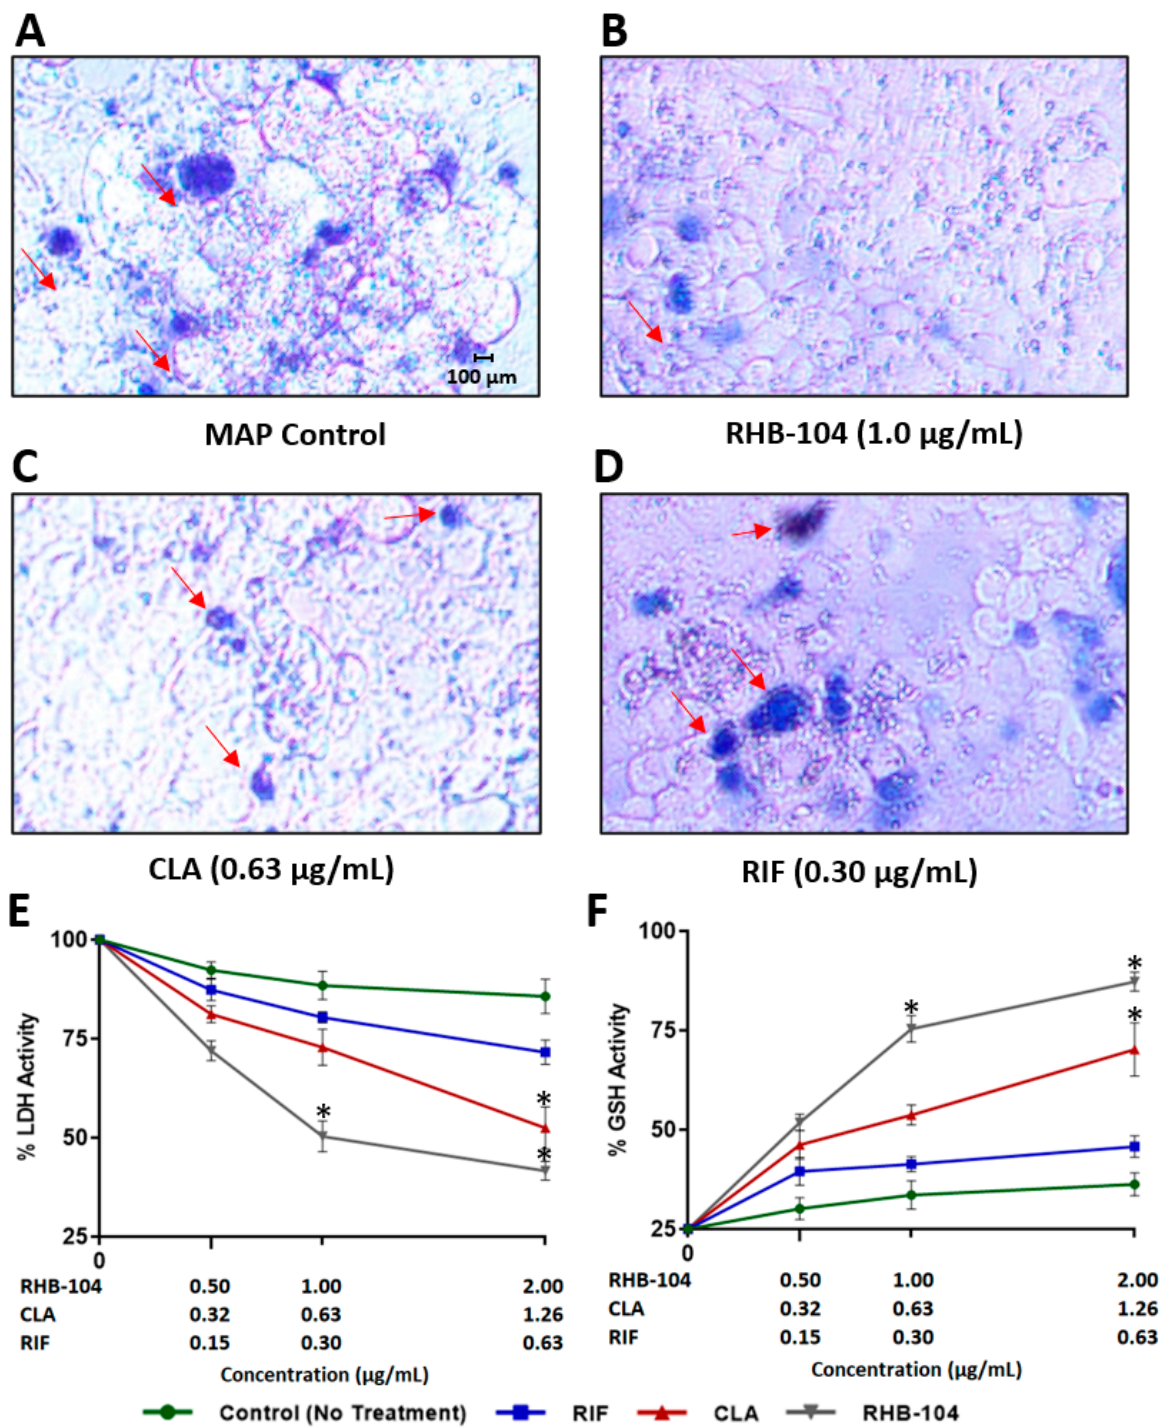 A
B
100 µm
MAP Control
RHB-104 (1.0 µg/mL)
C
D
CLA (0.63 µg/mL)
RIF (0.30 µg/mL)
E
100
75
50
25
% LDH Activity
*
*
*
0
RHB-104 0.50 1.00 2.00
CLA 0.32 0.63 1.26
RIF 0.15 0.30 0.63
Concentration (µg/mL)
F
100
75
50
25
% GSH Activity
*
*
*
0
RHB-104 0.50 1.00 2.00
CLA 0.32 0.63 1.26
RIF 0.15 0.30 0.63
Concentration (µg/mL)
Control (No Treatment) RIF CLA RHB-104